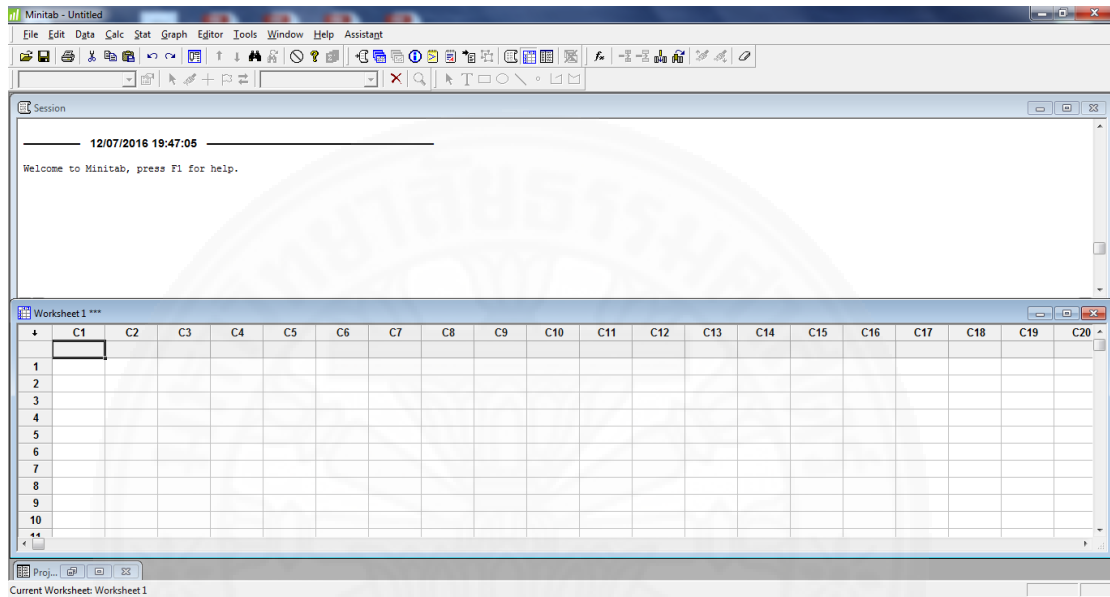 Minitab - Untitled
File Edit Data Calc Stat Graph Editor Tools Window Help Assistant
Session
12/07/2016 19:47:05
Welcome to Minitab, press F1 for help.
Worksheet 1 ***
C1 C2 C3 C4 C5 C6 C7 C8 C9 C10 C11 C12 C13 C14 C15 C16 C17 C18 C19 C20
1
2
3
4
5
6
7
8
9
10
11
Proj...
Current Worksheet: Worksheet 1